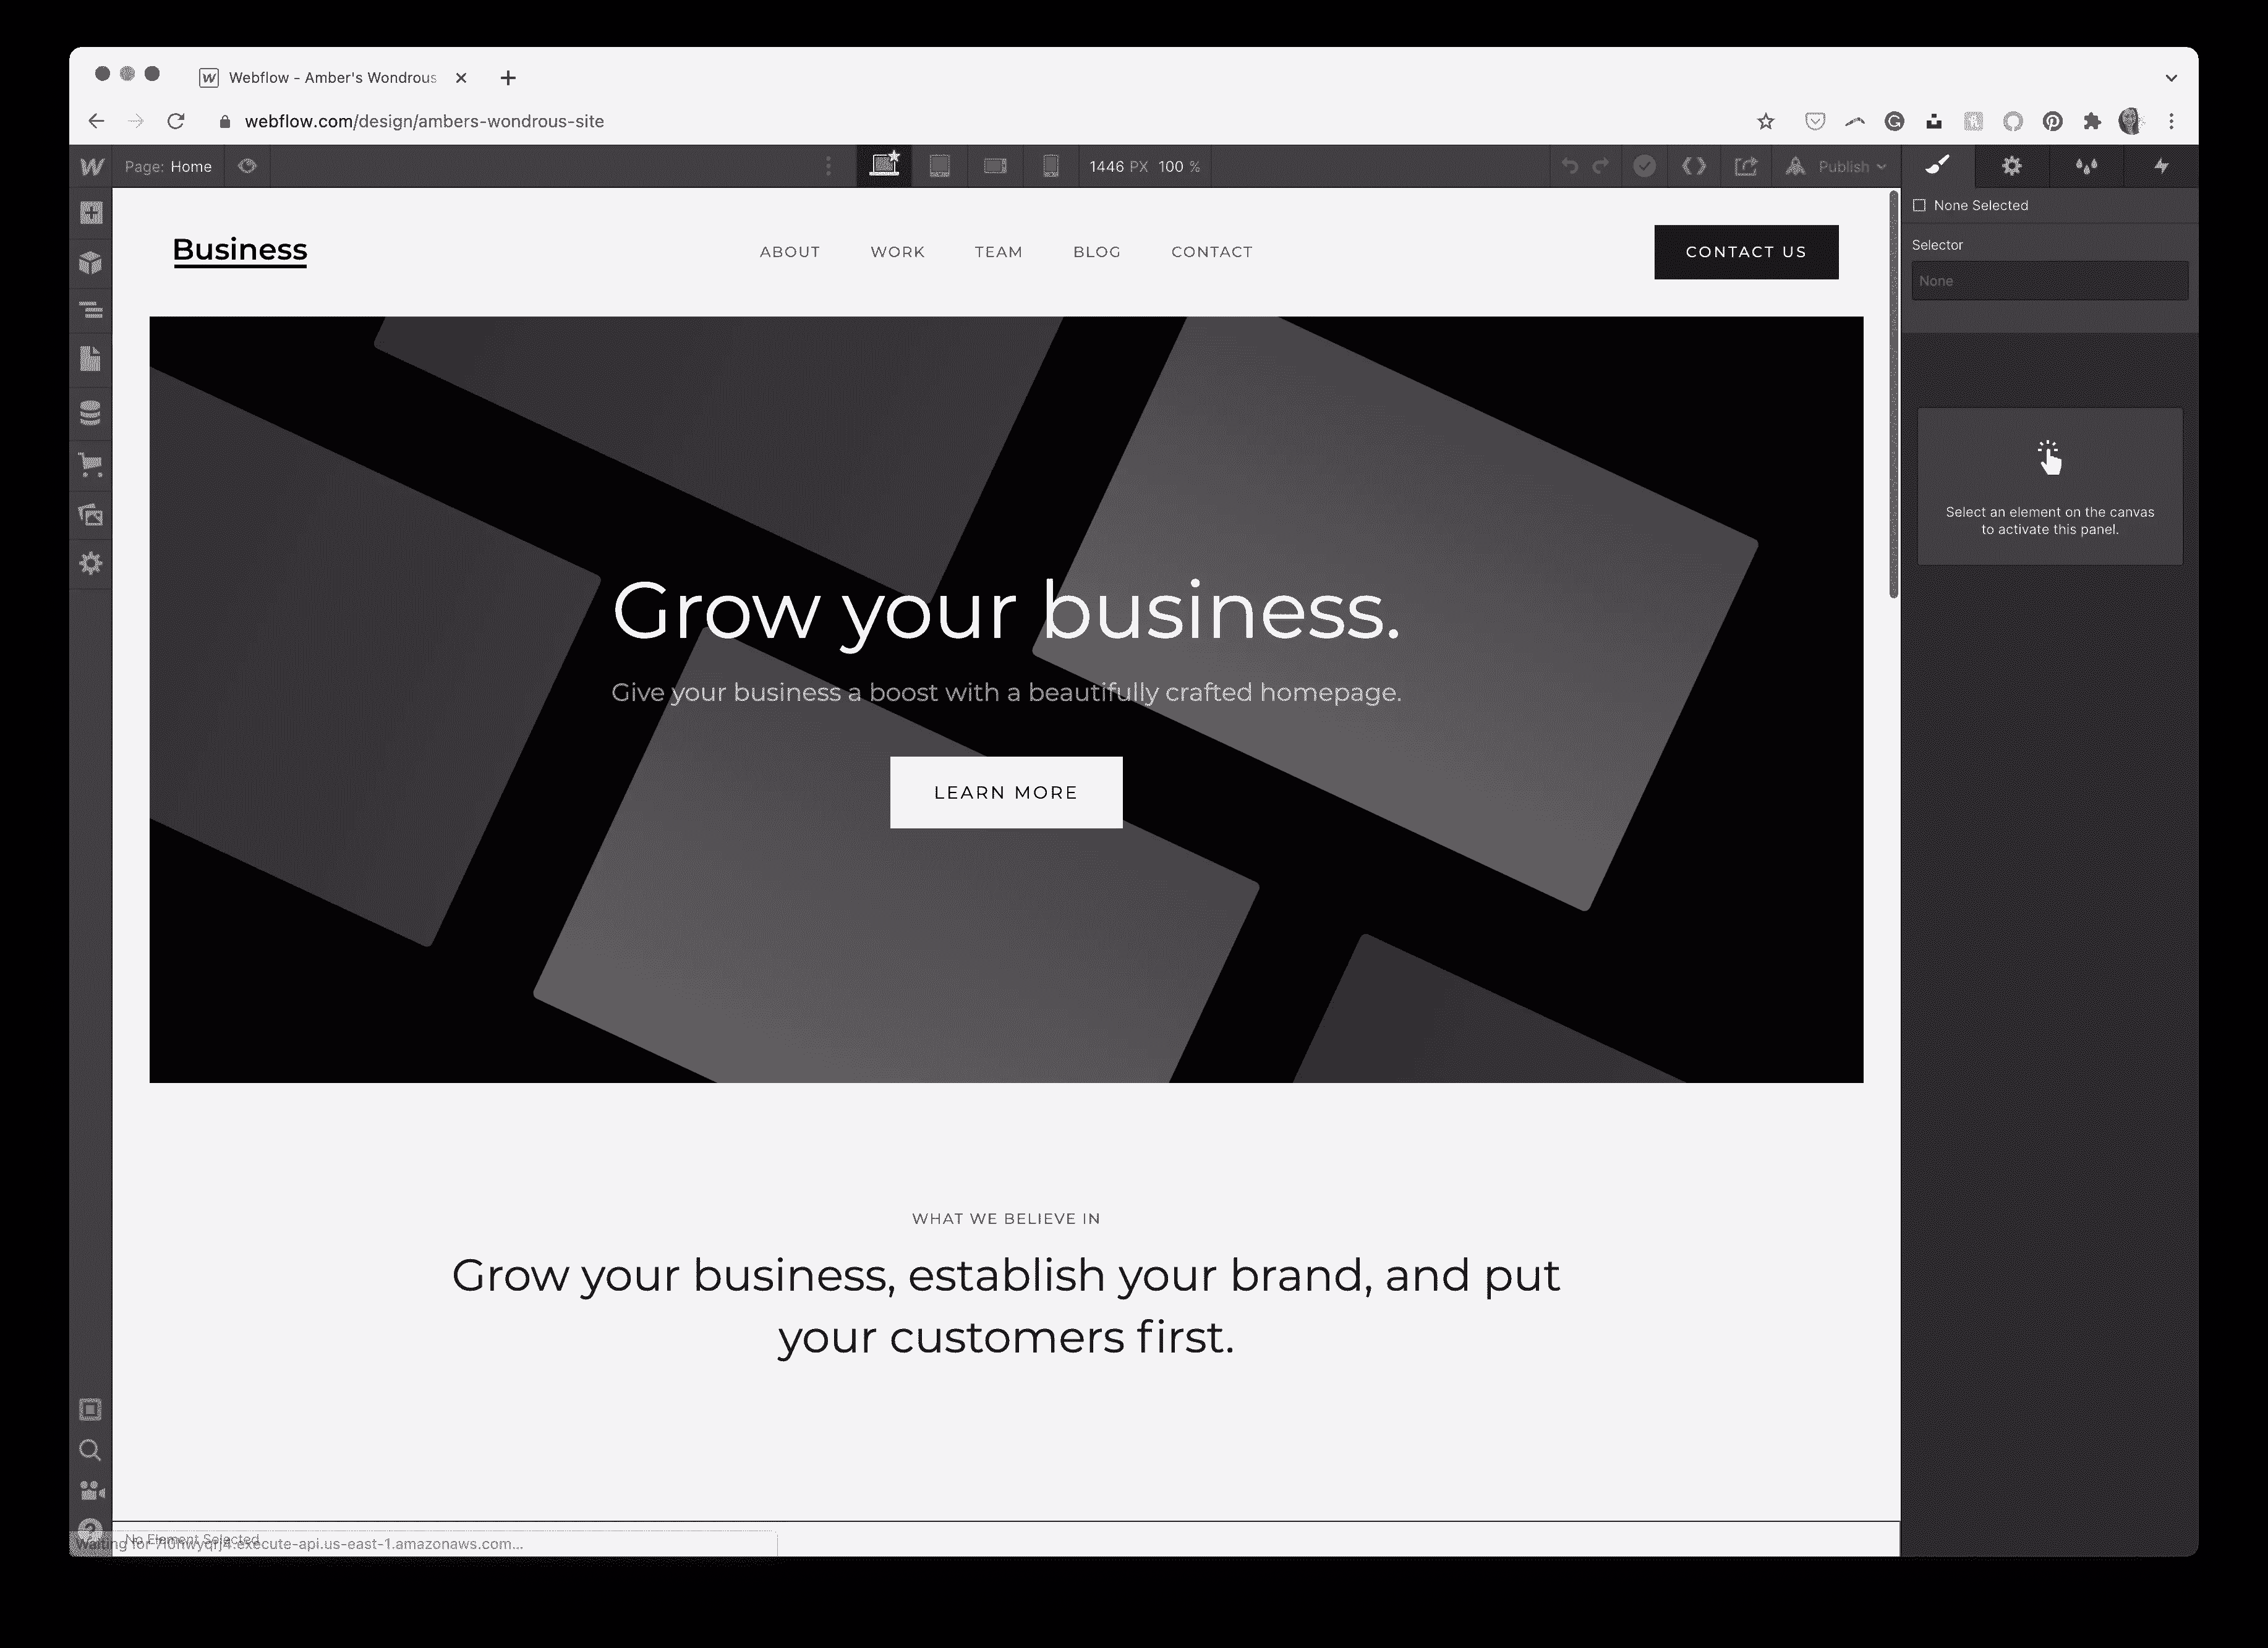 Webflow - Amber's Wondrous
webflow.com/design/ambers-wondrous-site
Page: Home
1446 PX 100 %
Publish
None Selected
Selector
None
Select an element on the canvas
to activate this panel.
Business
ABOUT WORK TEAM BLOG CONTACT
CONTACT US
Grow your business.
Give your business a boost with a beautifully crafted homepage.
LEARN MORE
WHAT WE BELIEVE IN
Grow your business, establish your brand, and put
your customers first.
No Element Selected
Waiting for execute-api.us-east-1.amazonaws.com...